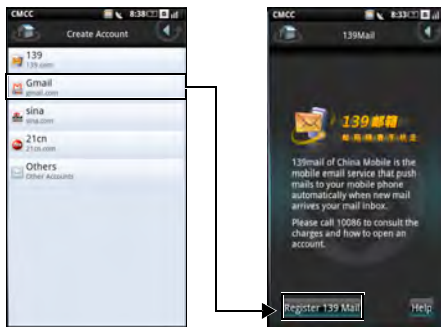 CMCC 8:38
Create Account
139
139.com
Gmail
gmail.com
sina
sina.com
21cn
21cn.com
Others
Other Accounts
CMCC 8:33
139Mail
139邮箱
139mail of China Mobile is the
mobile email service that push
mails to your mobile phone
automatically when new mail
arrives your mail inbox.
Please call 10086 to consult the
charges and how to open an
account.
Register 139 Mail Help